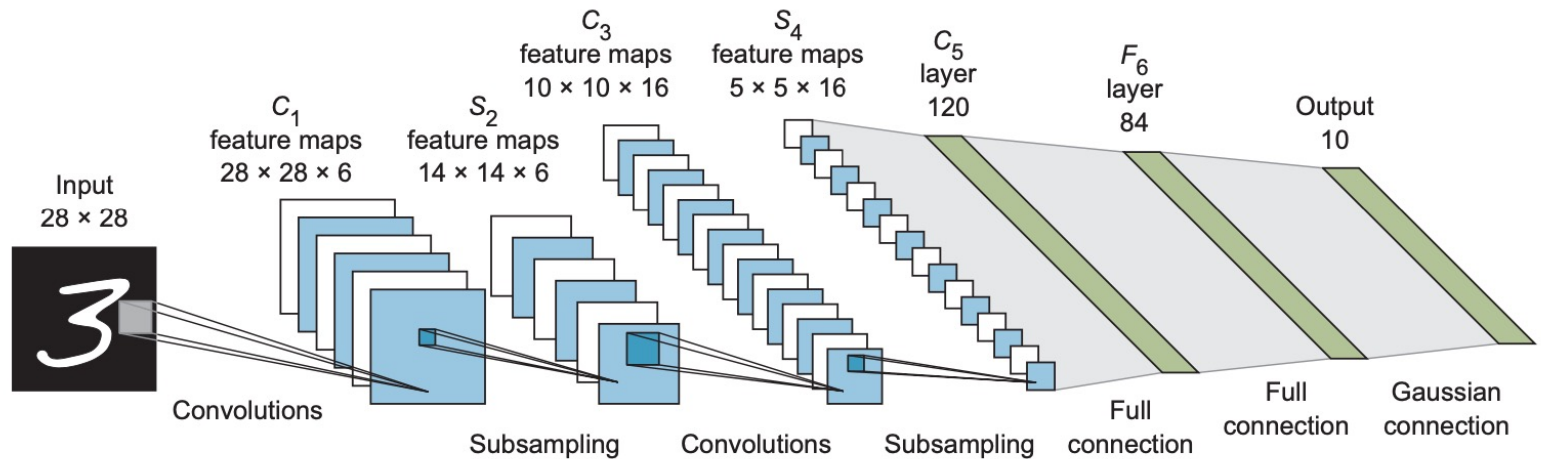 Input
28 × 28
C1
feature maps
28 × 28 × 6
S2
feature maps
14 × 14 × 6
C3
feature maps
10 × 10 × 16
S4
feature maps
5 × 5 × 16
C5
layer
120
F6
layer
84
Output
10
3
Convolutions
Subsampling
Convolutions
Subsampling
Full
connection
Full
connection
Gaussian
connection